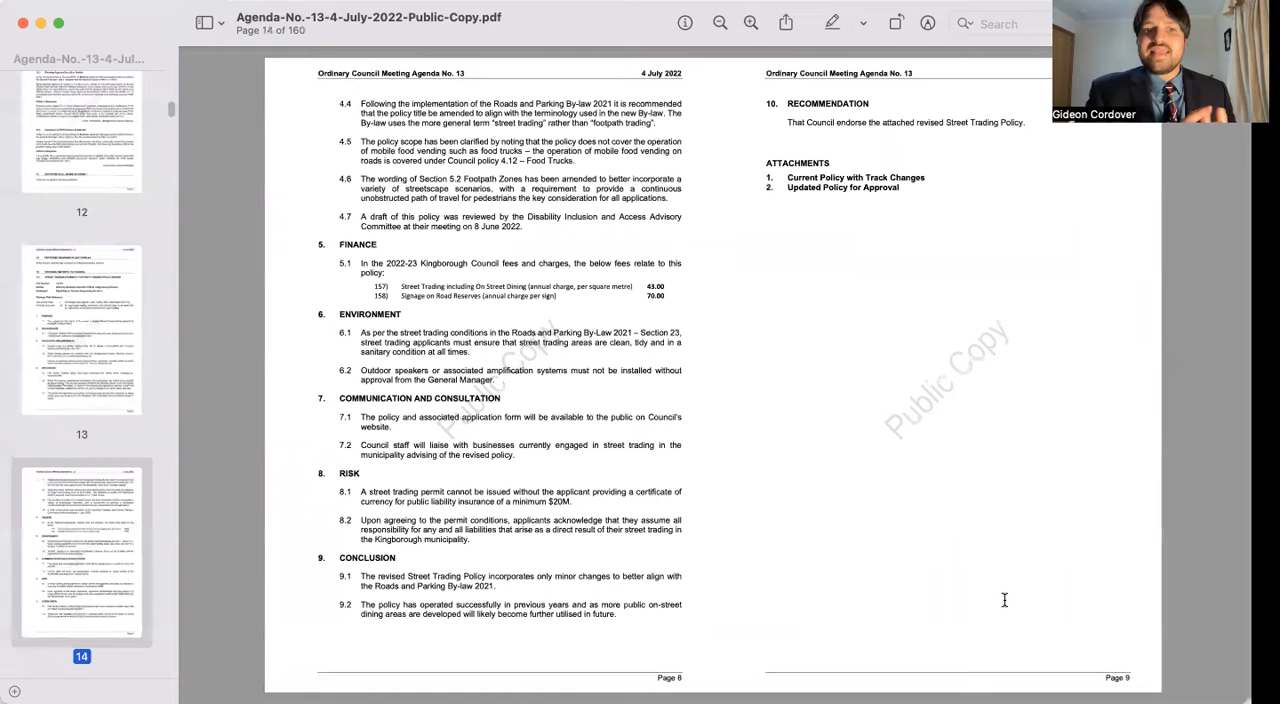 Agenda-No.-13-4-July-2022-Public-Copy.pdf
Page 14 of 160
Search
Agenda-No.-13-4-Jul...
12
13
14
Gideon Cordover
Ordinary Council Meeting Agenda No. 13 4 July 2022
4.4 Following the implementation of the Roads and Parking By-law 2021 it is recommended
that the policy title be amended to align with the terminology used in the new By-law. The
By-law uses the more general term “street trading” rather than “footpath trading”.
4.5 The policy scope has been clarified by noting that the policy does not cover the operation
of mobile food vending such as food trucks – the operation of mobile food vending on
roads is covered under Council policy 4.12 – Food Trucks.
4.6 The wording of Section 5.2 Footpath Zones has been amended to better incorporate a
variety of streetscape scenarios, with a requirement to provide a continuous
unobstructed path of travel for pedestrians the key consideration for all applications.
4.7 A draft of this policy was reviewed by the Disability Inclusion and Access Advisory
Committee at their meeting on 8 June 2022.
5. FINANCE
5.1 In the 2022-23 Kingborough Council fees and charges, the below fees relate to this
policy:
157) Street Trading including On Street Dining (annual charge, per square metre) 43.00
158) Signage on Road Reserves (annual charge per sign) 70.00
6. ENVIRONMENT
6.1 As per the street trading conditions in the Roads and Parking By-Law 2021 – Section 23,
street trading applicants must ensure that street trading areas are clean, tidy and in a
sanitary condition at all times.
6.2 Outdoor speakers or associated amplification systems must not be installed without
approval from the General Manager.
7. COMMUNICATION AND CONSULTATION
7.1 The policy and associated application form will be available to the public on Council’s
website.
7.2 Council staff will liaise with businesses currently engaged in street trading in the
municipality advising of the revised policy.
8. RISK
8.1 A street trading permit cannot be issued without the applicant providing a certificate of
currency for public liability insurance of a minimum $20M.
8.2 Upon agreeing to the permit conditions, applicants acknowledge that they assume all
responsibility for any and all liabilities that arise as a direct result of their street trading in
the Kingborough municipality.
9. CONCLUSION
9.1 The revised Street Trading Policy incorporates only minor changes to better align with
the Roads and Parking By-law 2021.
9.2 The policy has operated successfully in previous years and as more public on-street
dining areas are developed will likely become further utilised in future.
Public copy
Page 8
Ordinary Council Meeting Agenda No. 13
10. RECOMMENDATION
That Council endorse the attached revised Street Trading Policy.
ATTACHMENTS
1. Current Policy with Track Changes
2. Updated Policy for Approval
Public copy
Page 9